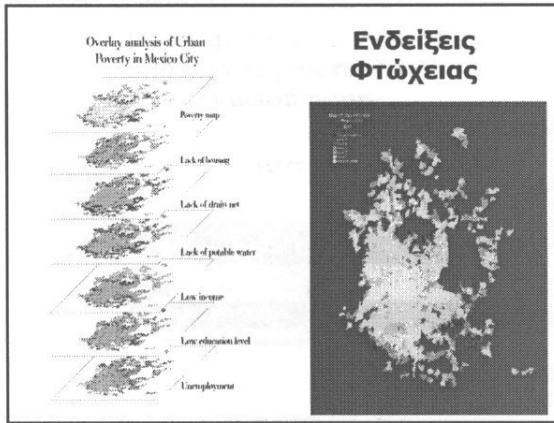 Overlay analysis of Urban
Poverty in Mexico City
Poverty map
Lack of housing
Lack of drain net
Lack of potable water
Low income
Low education level
Unemployment
Ενδείξεις
Φτώχειας